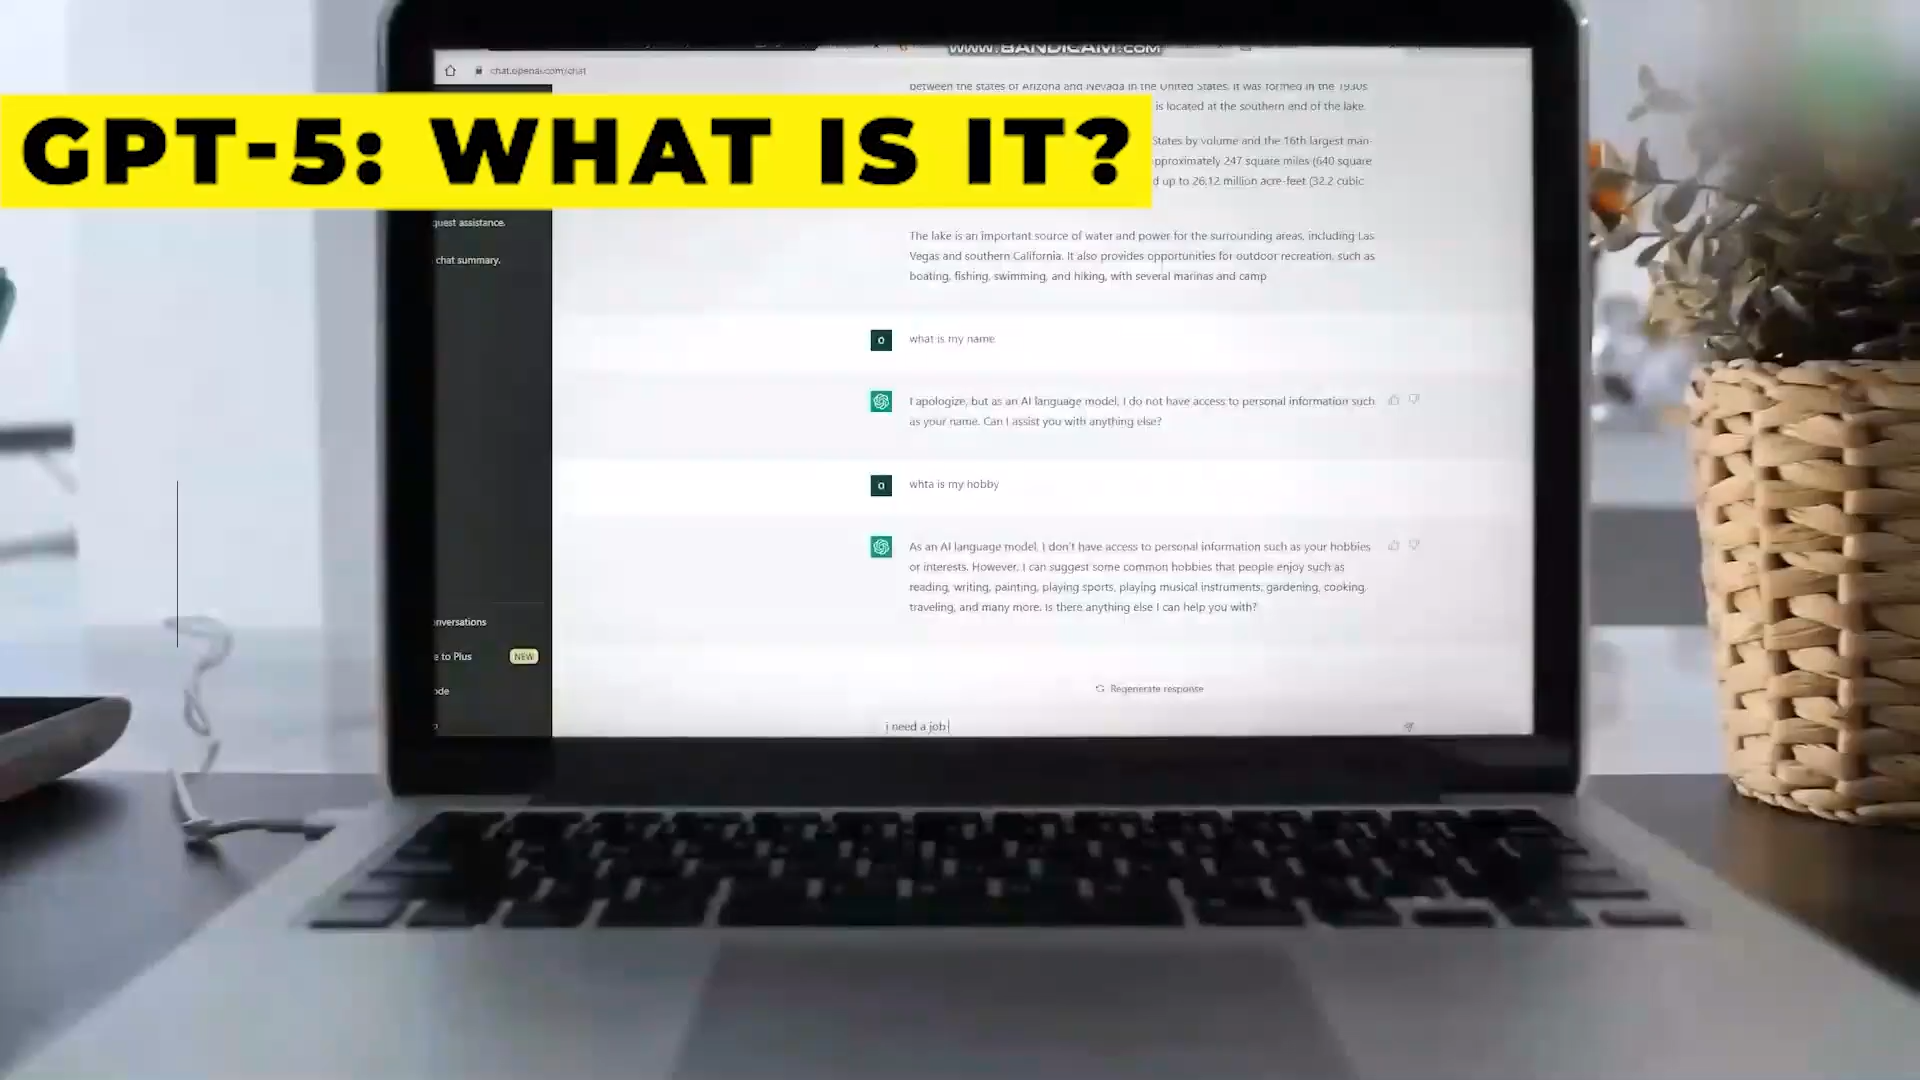 WWW.BANDICAM.COM
chat.openai.com/chat
GPT-5: WHAT IS IT?
between the states of Arizona and Nevada in the United States. It was formed in the 1930s
is located at the southern end of the lake.
States by volume and the 16th largest man-
pproximately 247 square miles (640 square
d up to 26.12 million acre-feet (32.2 cubic
quest assistance.
chat summary.
The lake is an important source of water and power for the surrounding areas, including Las
Vegas and southern California. It also provides opportunities for outdoor recreation, such as
boating, fishing, swimming, and hiking, with several marinas and camp
o
what is my name
I apologize, but as an AI language model, I do not have access to personal information such
as your name. Can I assist you with anything else?
o
whta is my hobby
As an AI language model, I don't have access to personal information such as your hobbies
or interests. However, I can suggest some common hobbies that people enjoy such as
reading, writing, painting, playing sports, playing musical instruments, gardening, cooking,
traveling, and many more. Is there anything else I can help you with?
onversations
e to Plus
NEW
ode
Regenerate response
i need a job